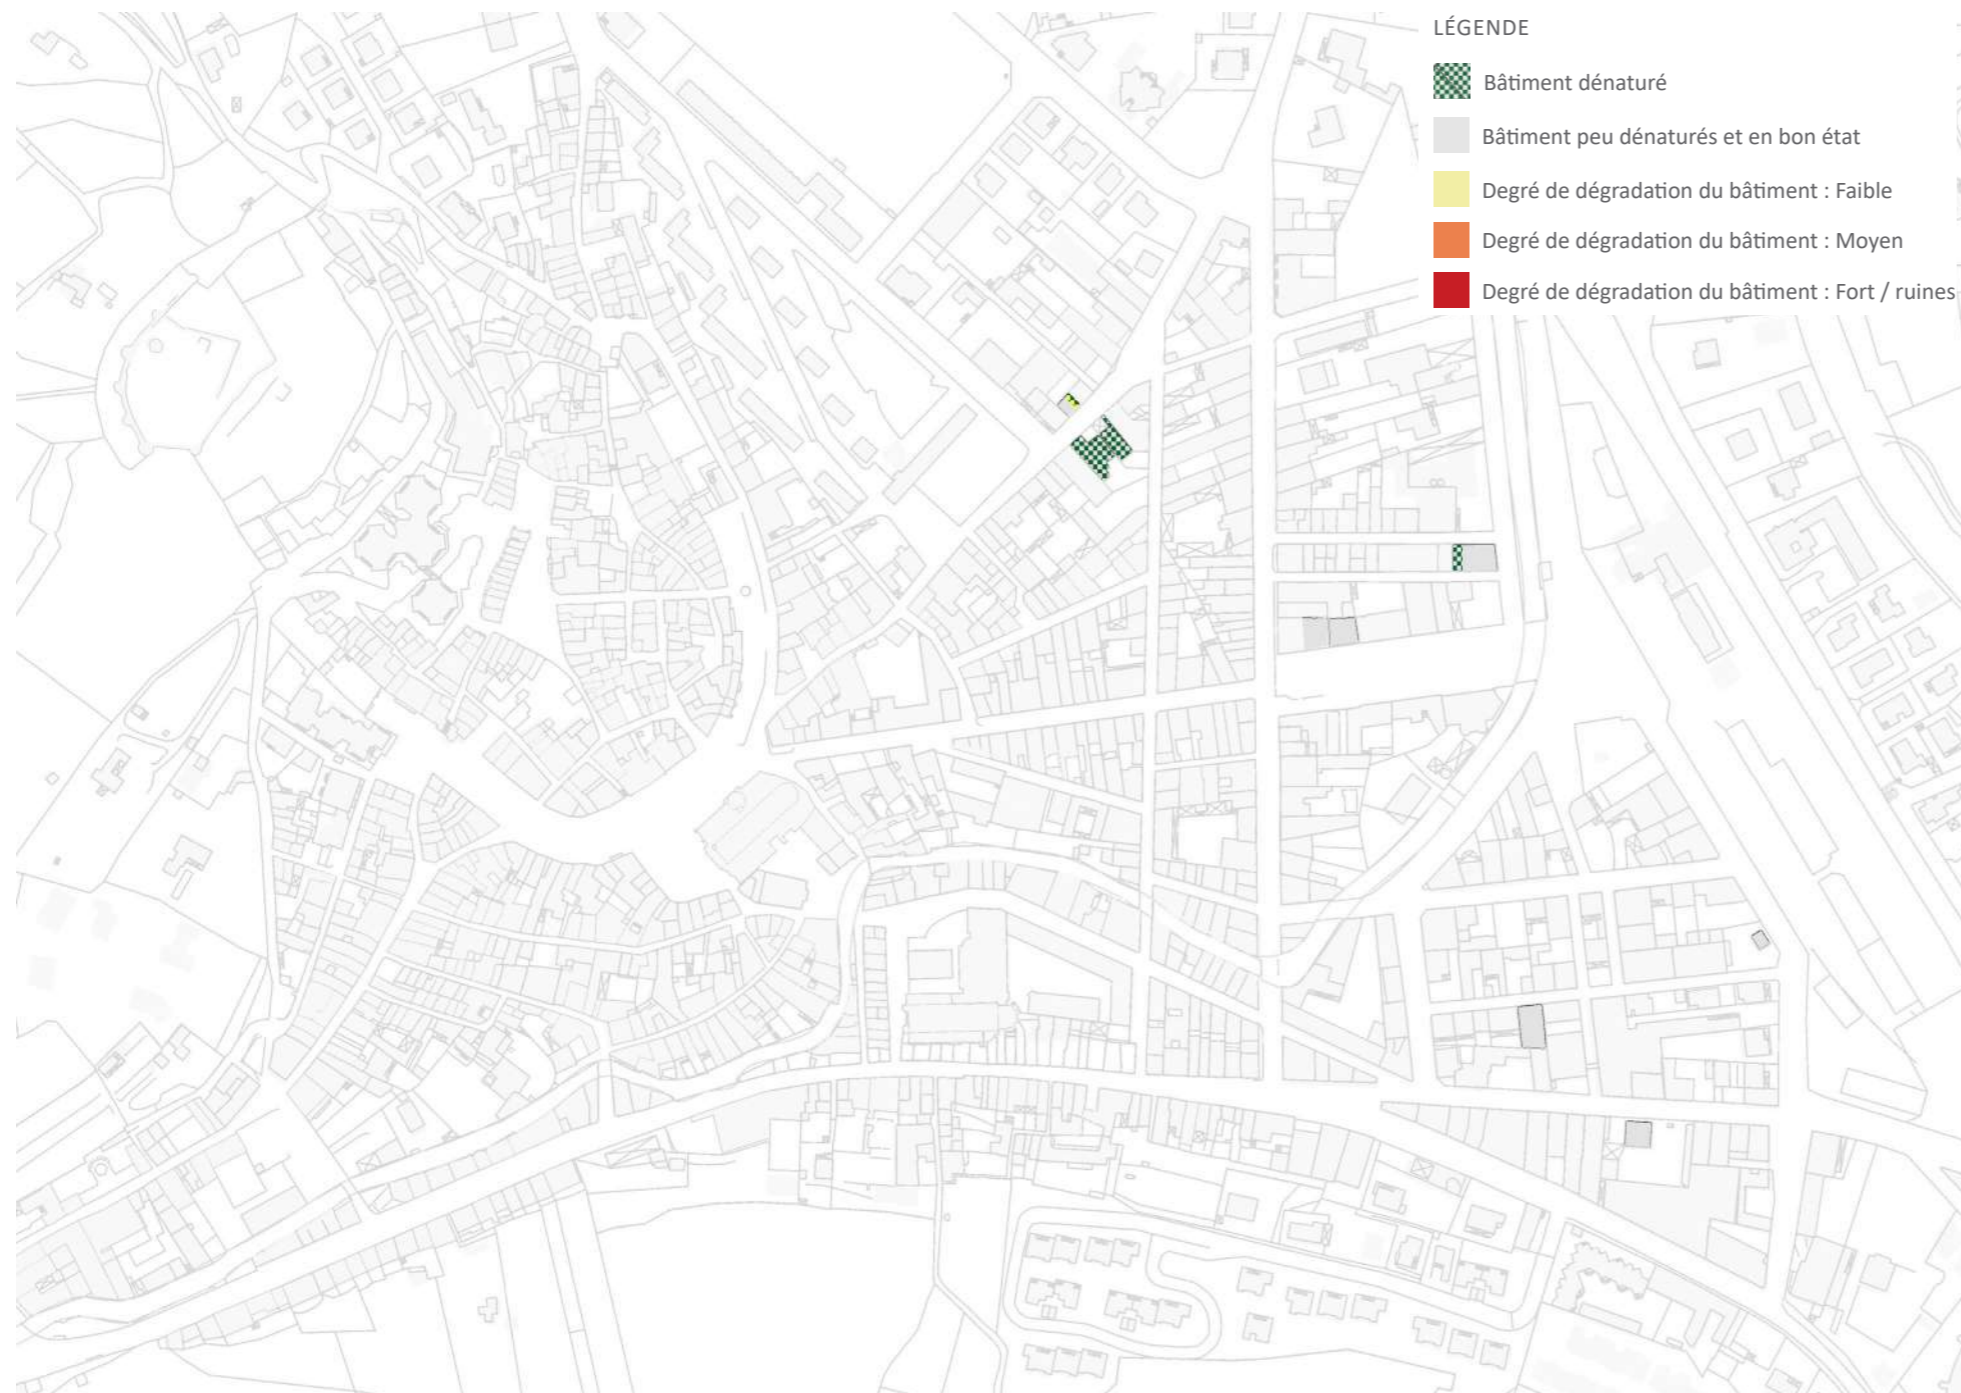 LÉGENDE
Bâtiment dénaturé
Bâtiment peu dénaturés et en bon état
Degré de dégradation du bâtiment : Faible
Degré de dégradation du bâtiment : Moyen
Degré de dégradation du bâtiment : Fort / ruines